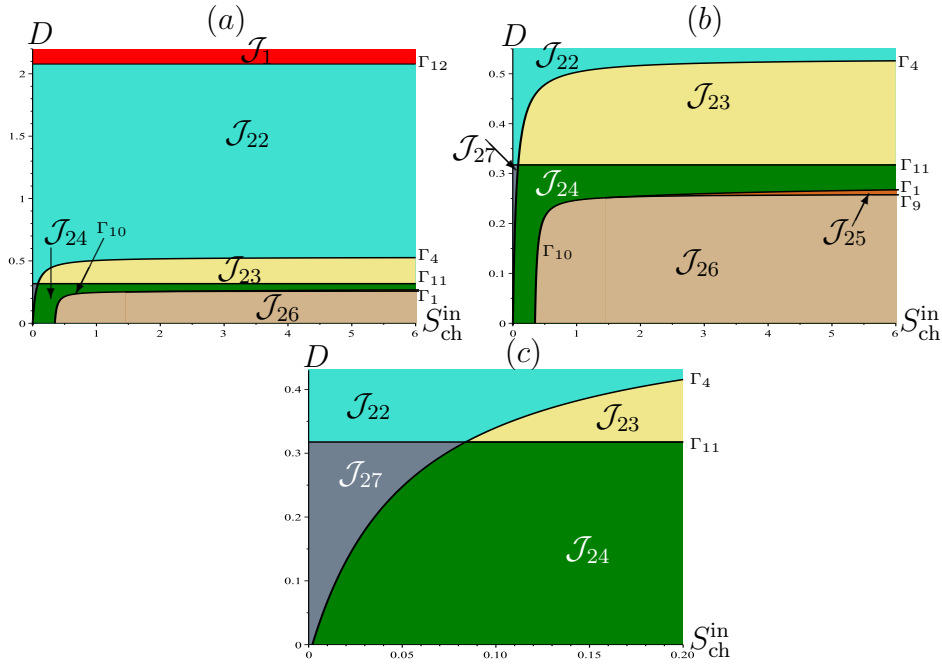 (a)
D
𝒥₁
Γ₁₂
2
1.5
𝒥₂₂
1
𝒥₂₄
Γ₁₀
0.5
Γ₄
𝒥₂₃
Γ₁₁
𝒥₂₆
Γ₁
0
0 1 2 3 4 5 6
S_ch^in
(b)
D
𝒥₂₂
Γ₄
0.5
𝒥₂₃
0.4
𝒥₂₇
Γ₁₁
0.3
𝒥₂₄
Γ₁
Γ₉
𝒥₂₅
0.2
Γ₁₀
𝒥₂₆
0.1
0
0 1 2 3 4 5 6
S_ch^in
(c)
D
0.4
Γ₄
𝒥₂₂
𝒥₂₃
Γ₁₁
0.3
𝒥₂₇
0.2
𝒥₂₄
0.1
0
0 0.05 0.10 0.15 0.20
S_ch^in